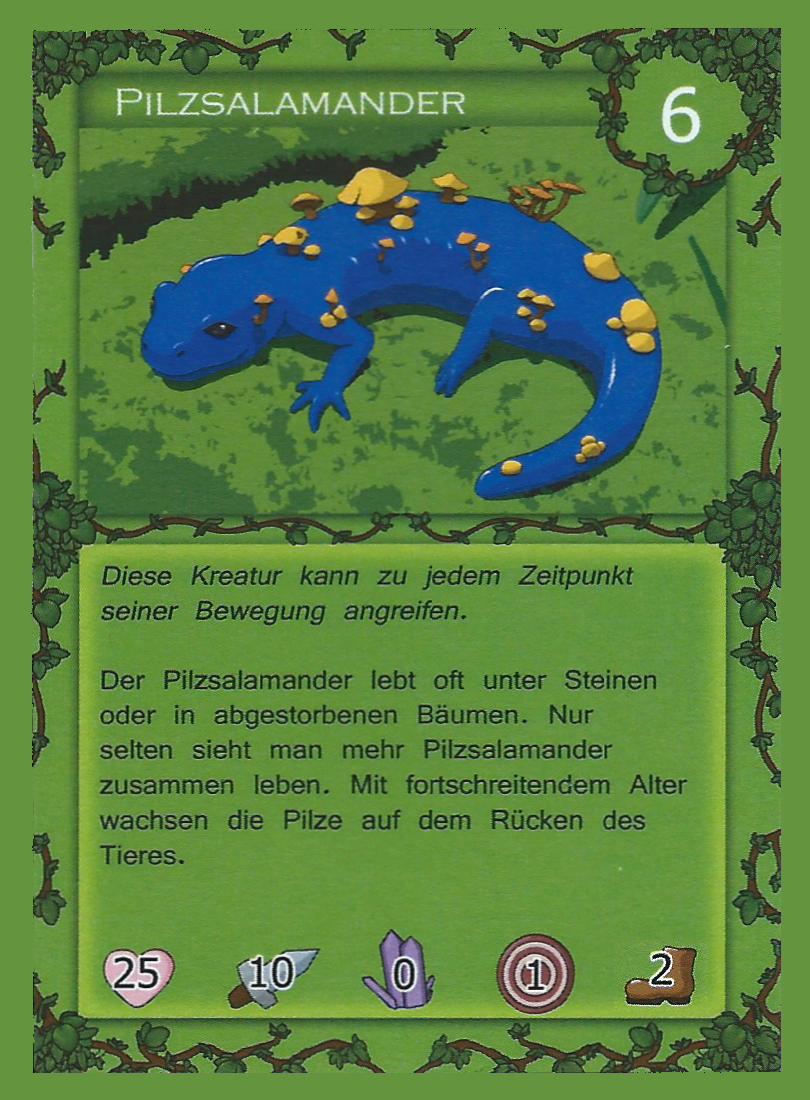 PILZSALAMANDER
6
Diese Kreatur kann zu jedem Zeitpunkt
seiner Bewegung angreifen.
Der Pilzsalamander lebt oft unter Steinen
oder in abgestorbenen Bäumen. Nur
selten sieht man mehr Pilzsalamander
zusammen leben. Mit fortschreitendem Alter
wachsen die Pilze auf dem Rücken des
Tieres.
25 10 0 1 2